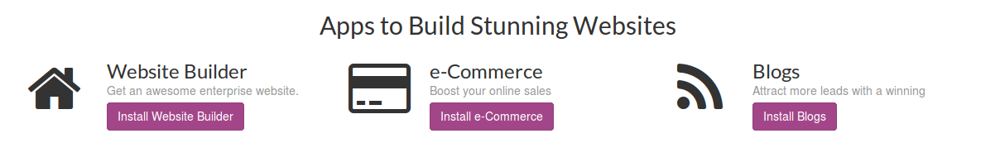 Apps to Build Stunning Websites
Website Builder
Get an awesome enterprise website.
Install Website Builder
e-Commerce
Boost your online sales
Install e-Commerce
Blogs
Attract more leads with a winning
Install Blogs